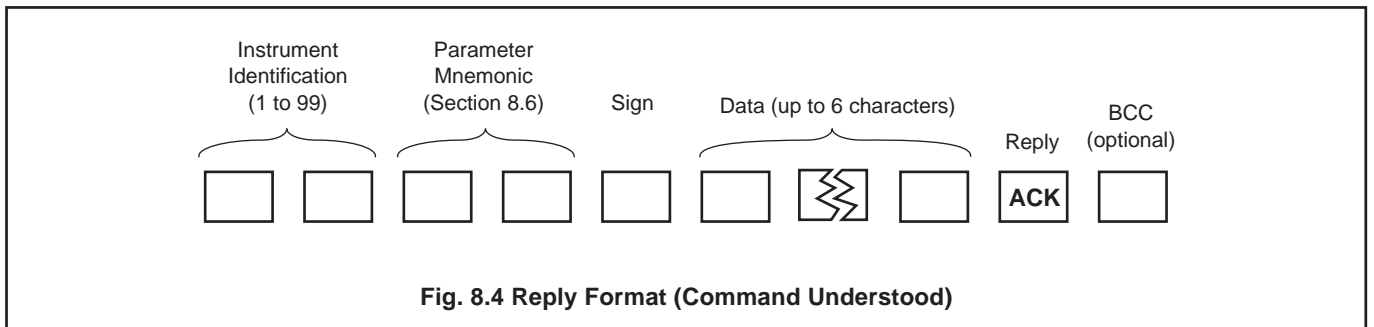 Instrument
Identification
(1 to 99)
Parameter
Mnemonic
(Section 8.6)
Sign
Data (up to 6 characters)
Reply
BCC
(optional)
ACK
Fig. 8.4 Reply Format (Command Understood)